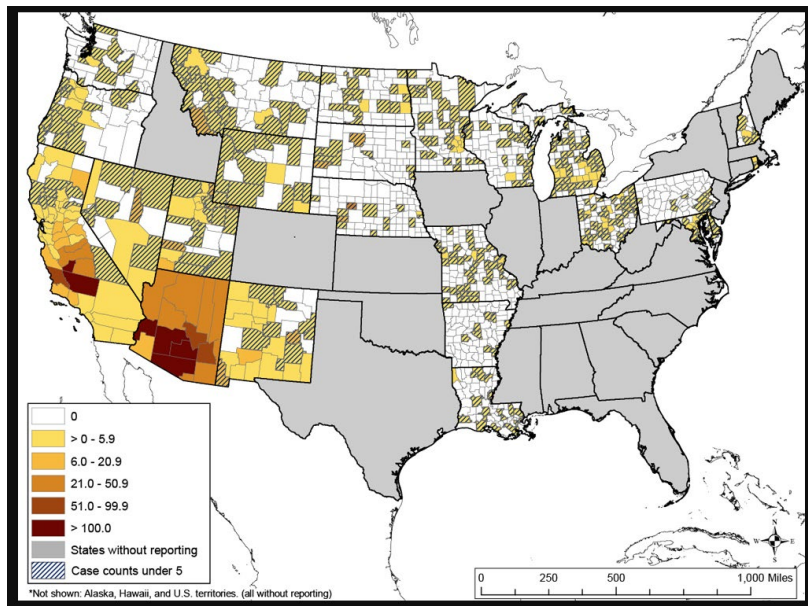 0
> 0 - 5.9
6.0 - 20.9
21.0 - 50.9
51.0 - 99.9
> 100.0
States without reporting
Case counts under 5
*Not shown: Alaska, Hawaii, and U.S. territories. (all without reporting)
N
W E
S
0 250 500 1,000 Miles